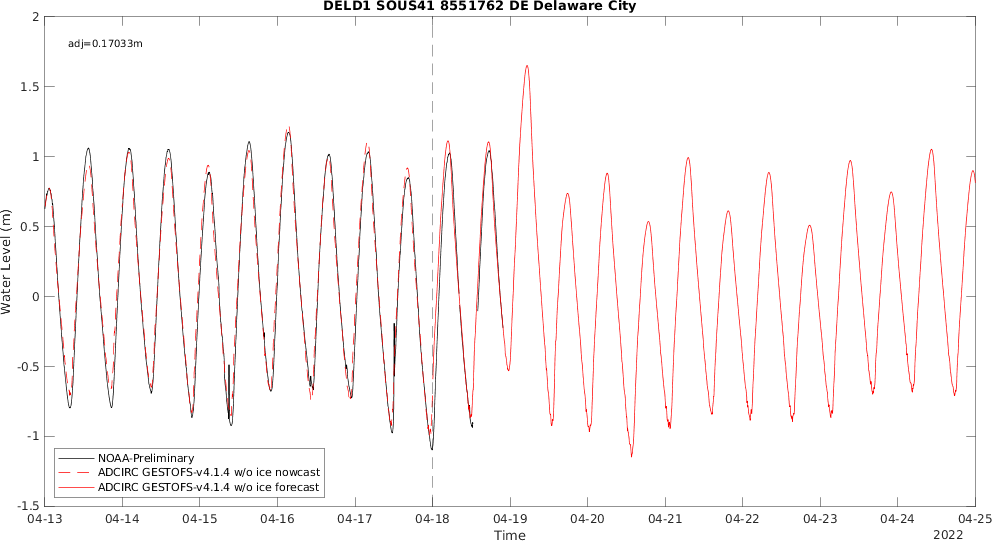 DELD1 SOUS41 8551762 DE Delaware City
adj=0.17033m
Water Level (m)
2
1.5
1
0.5
0
-0.5
-1
-1.5
NOAA-Preliminary
ADCIRC GESTOFS-v4.1.4 w/o ice nowcast
ADCIRC GESTOFS-v4.1.4 w/o ice forecast
04-13 04-14 04-15 04-16 04-17 04-18 04-19 04-20 04-21 04-22 04-23 04-24 04-25
Time
2022